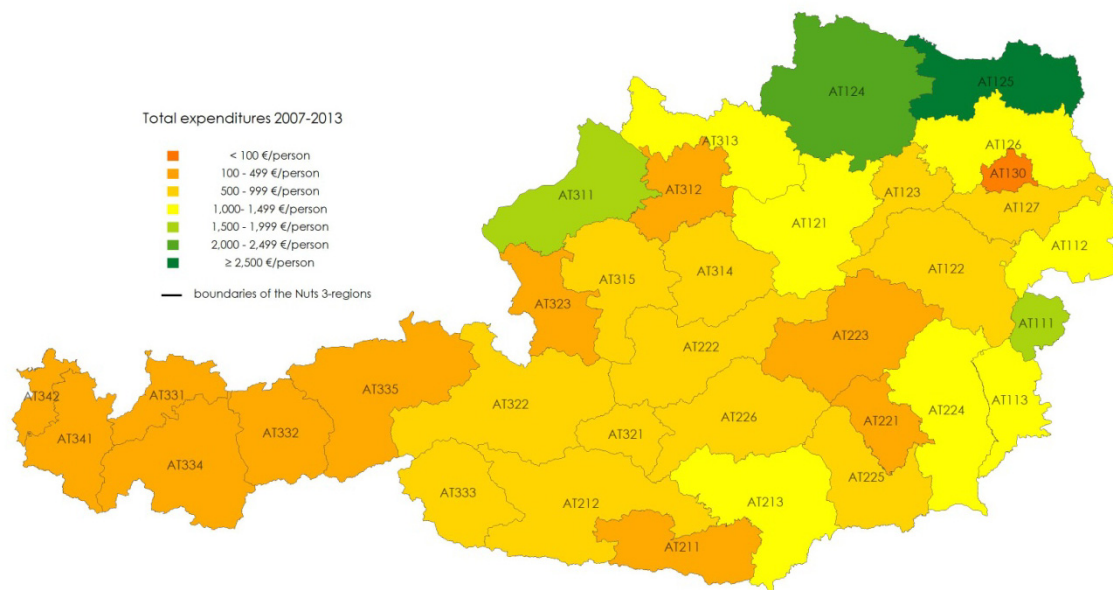 Total expenditures 2007-2013
< 100 €/person
100 - 499 €/person
500 - 999 €/person
1,000- 1,499 €/person
1,500 - 1,999 €/person
2,000 - 2,499 €/person
≥ 2,500 €/person
boundaries of the Nuts 3-regions
AT125
AT124
AT313
AT126
AT130
AT312
AT311
AT123
AT127
AT121
AT112
AT314
AT122
AT315
AT323
AT111
AT223
AT222
AT335
AT331
AT342
AT322
AT113
AT224
AT226
AT221
AT332
AT321
AT341
AT334
AT333
AT225
AT212
AT213
AT211